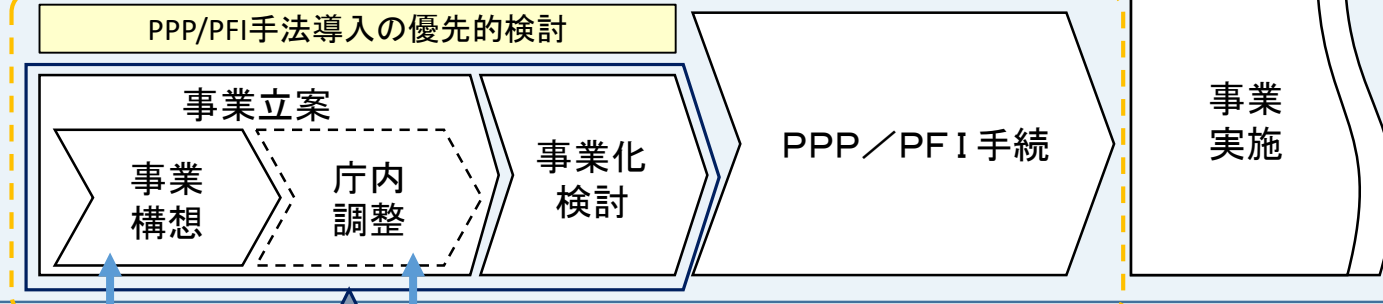 PPP/PFI手法導入の優先的検討
事業立案
事業
構想
庁内
調整
事業化
検討
ＰＰＰ／ＰＦＩ手続
事業
実施